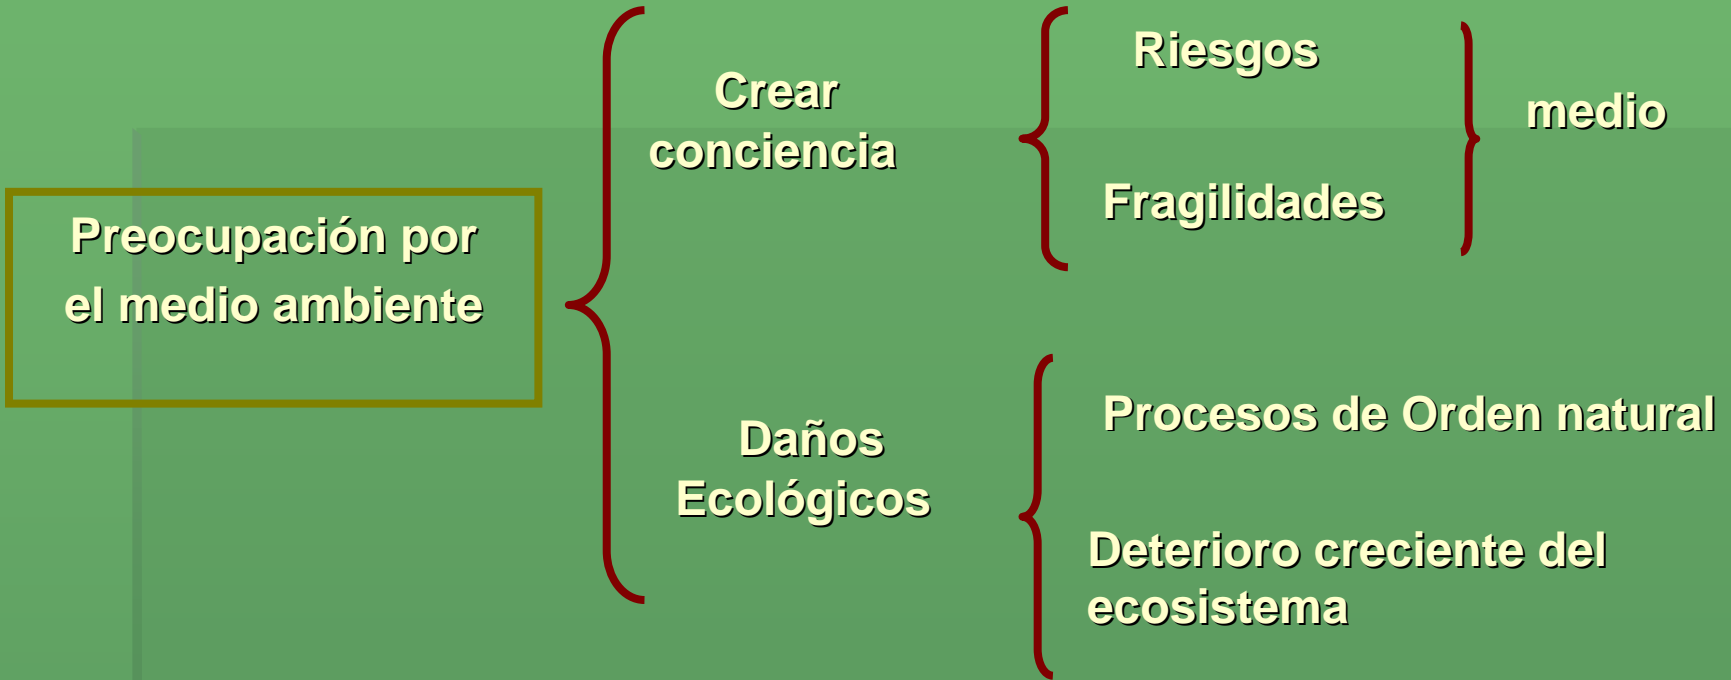 Preocupación por
el medio ambiente
Crear
conciencia
Riesgos
Fragilidades
medio
Daños
Ecológicos
Procesos de Orden natural
Deterioro creciente del
ecosistema